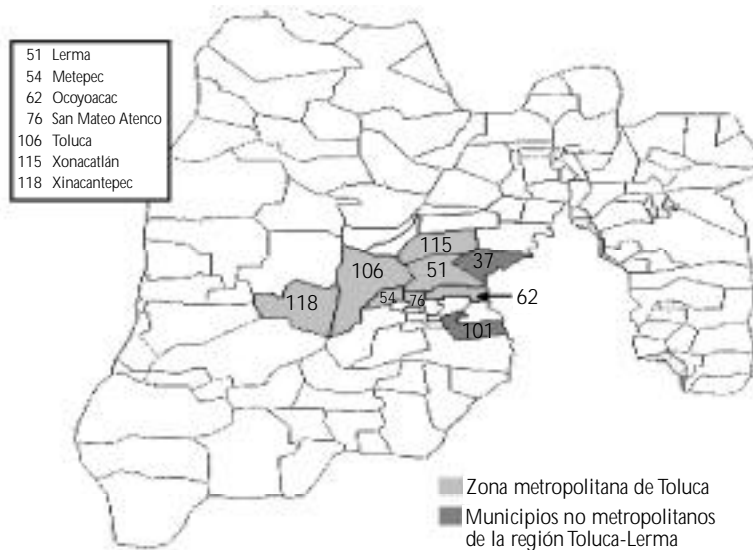 51 Lerma
54 Metepec
62 Ocoyoacac
76 San Mateo Atenco
106 Toluca
115 Xonacatlán
118 Xinacantepec
115
37
106
51
118
54
76
62
101
Zona metropolitana de Toluca
Municipios no metropolitanos
de la región Toluca-Lerma